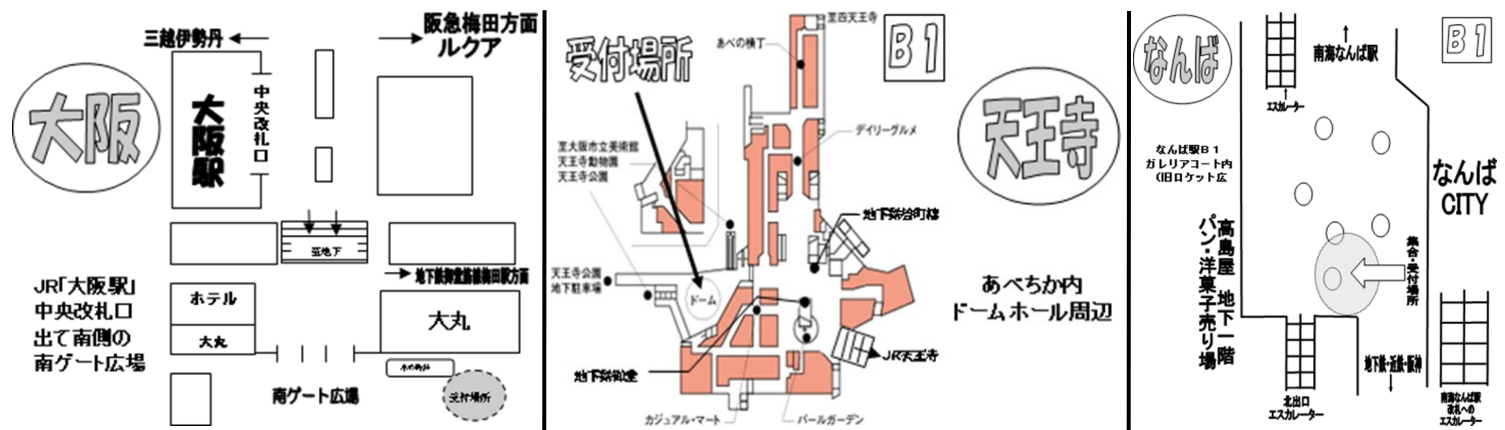 阪急梅田方面
ルクア
三越伊勢丹
大阪
大阪駅
中央改札口
至地下
地下鉄御堂筋線梅田駅方面
JR「大阪駅」
中央改札口
出て南側の
南ゲート広場
ホテル
大丸
大丸
水の時計
南ゲート広場
受付場所
受付場所
B1
天王寺
至四天王寺
あべの横丁
デイリーグルメ
至大阪市立美術館
天王寺動物園
天王寺公園
地下鉄谷町線
天王寺公園
地下駐車場
ドーム
あべちか内
ドームホール周辺
JR天王寺
地下鉄御堂
カジュアル・マート
パールガーデン
なんば
B1
南海なんば駅
エスカレーター
なんば駅B1
ガレリアコート内
(旧ロケット広
なんば
CITY
高島屋 地下一階
パン・洋菓子売り場
集合・受付
場所
北出口
エスカレーター
地下鉄・近鉄・阪神
南海なんば駅
改札への
エスカレーター